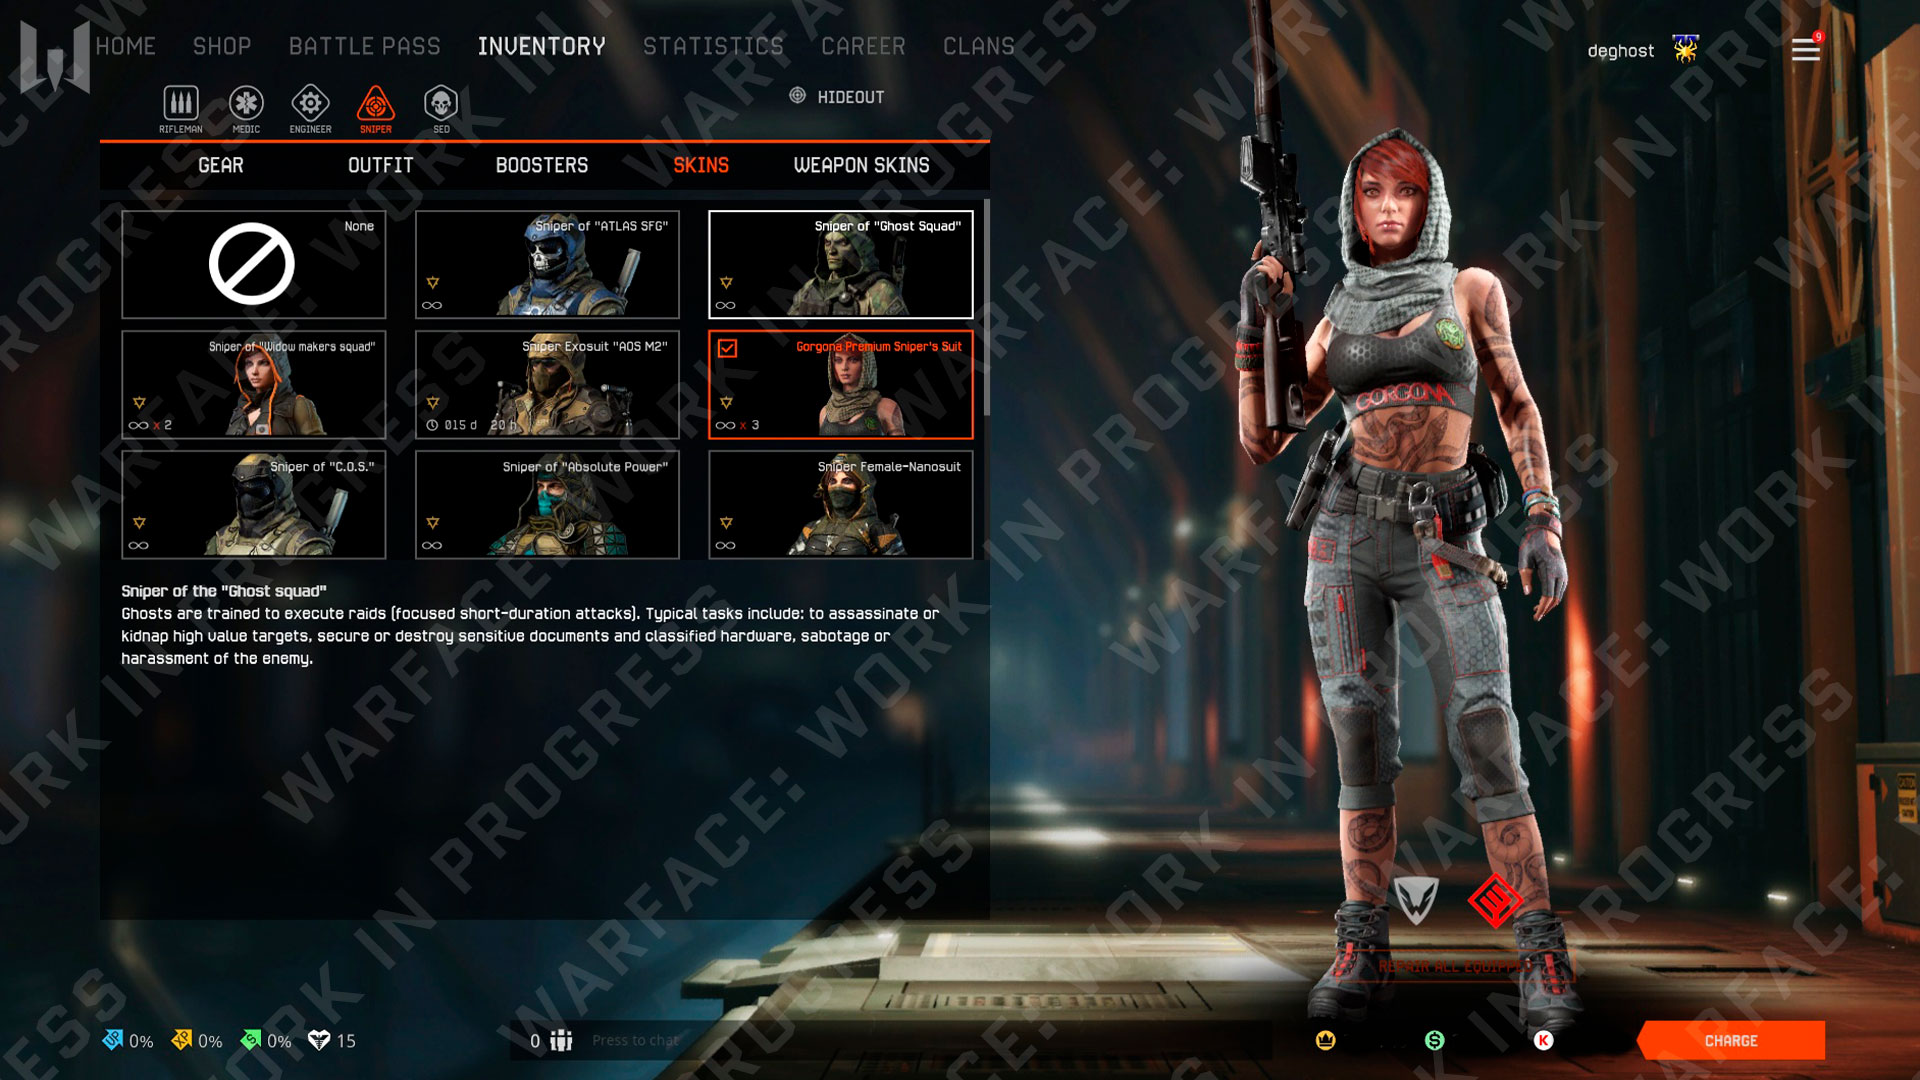 HOME SHOP BATTLE PASS INVENTORY STATISTICS CAREER CLANS
deghost
9
HIDEOUT
RIFLEMAN MEDIC ENGINEER SNIPER SED
GEAR OUTFIT BOOSTERS SKINS WEAPON SKINS
None
Sniper of "ATLAS SFG"
Sniper of "Ghost Squad"
∞
∞
Sniper of "Widow makers squad"
Sniper Exosuit "AOS M2"
Gorgona Premium Sniper's Suit
∞ x 2
015 d 20 h
∞ x 3
Sniper of "C.O.S."
Sniper of "Absolute Power"
Sniper Female-Nanosuit
∞
∞
∞
Sniper of the "Ghost squad"
Ghosts are trained to execute raids (focused short-duration attacks). Typical tasks include: to assassinate or
kidnap high value targets, secure or destroy sensitive documents and classified hardware, sabotage or
harassment of the enemy.
GORGONA
REPAIR ALL EQUIPPED
0% 0% 0% 15
0 Press to chat
K
CHARGE
WARFACE: WORK IN PROGRESS